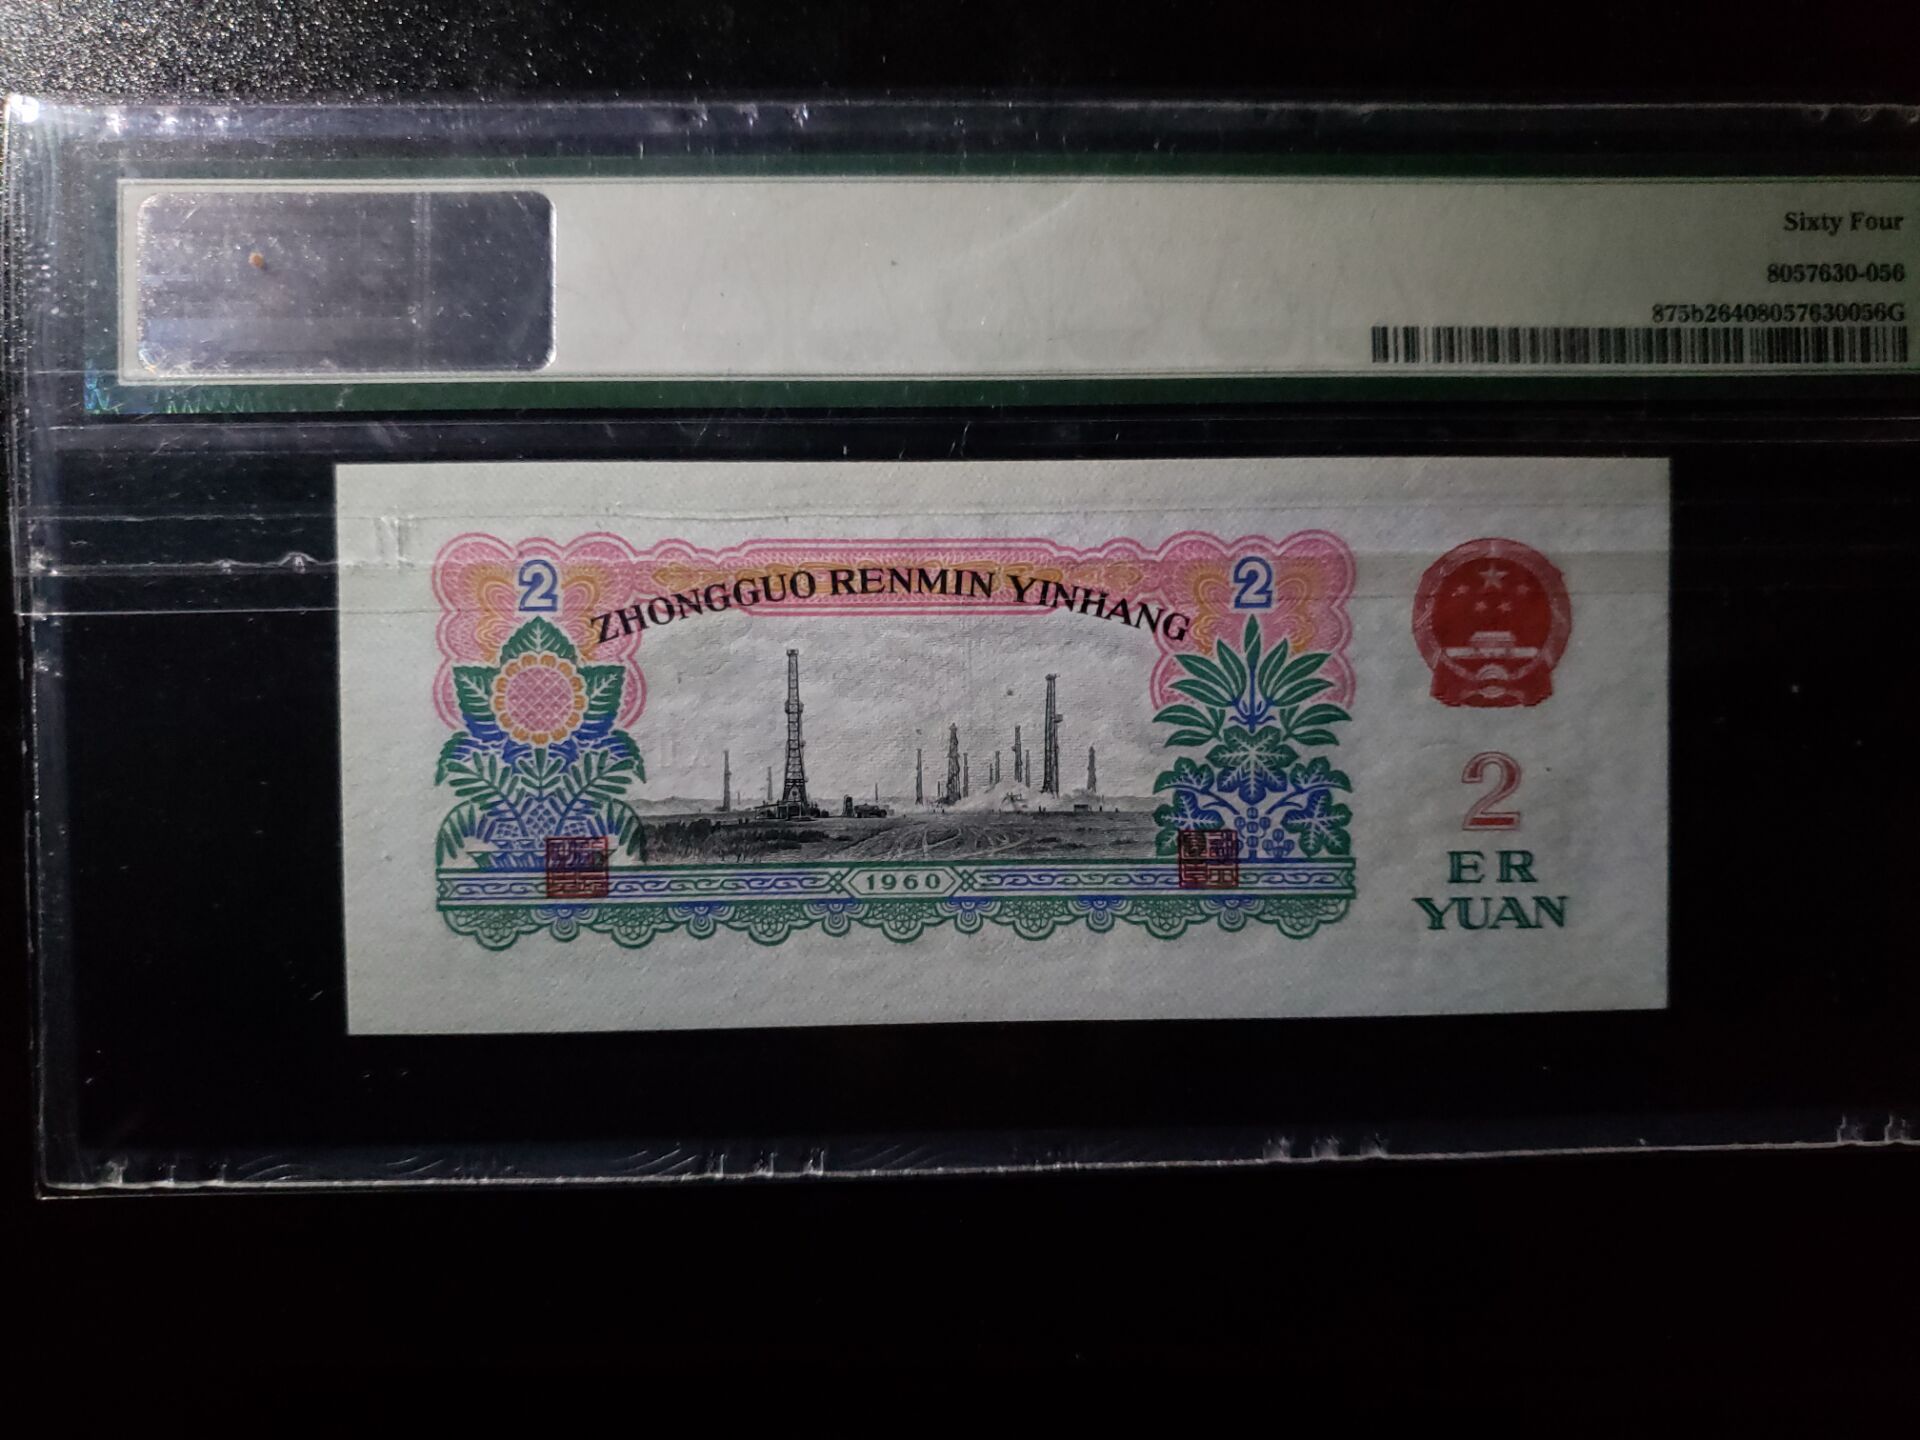 Sixty Four
8057630-056
875b26408057630056G
2
ZHONGGUO RENMIN YINHANG
2
2
ER
YUAN
1960